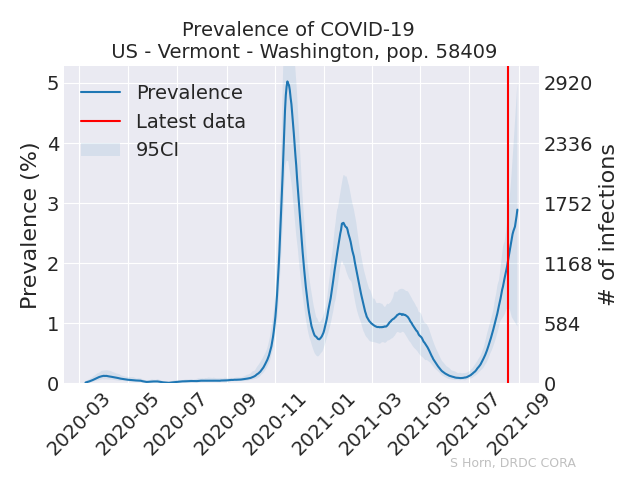 Prevalence of COVID-19
US - Vermont - Washington, pop. 58409
Prevalence
Latest data
95CI
Prevalence (%)
# of infections
5
4
3
2
1
0
2920
2336
1752
1168
584
0
2020-03
2020-05
2020-07
2020-09
2020-11
2021-01
2021-03
2021-05
2021-07
2021-09
S Horn, DRDC CORA